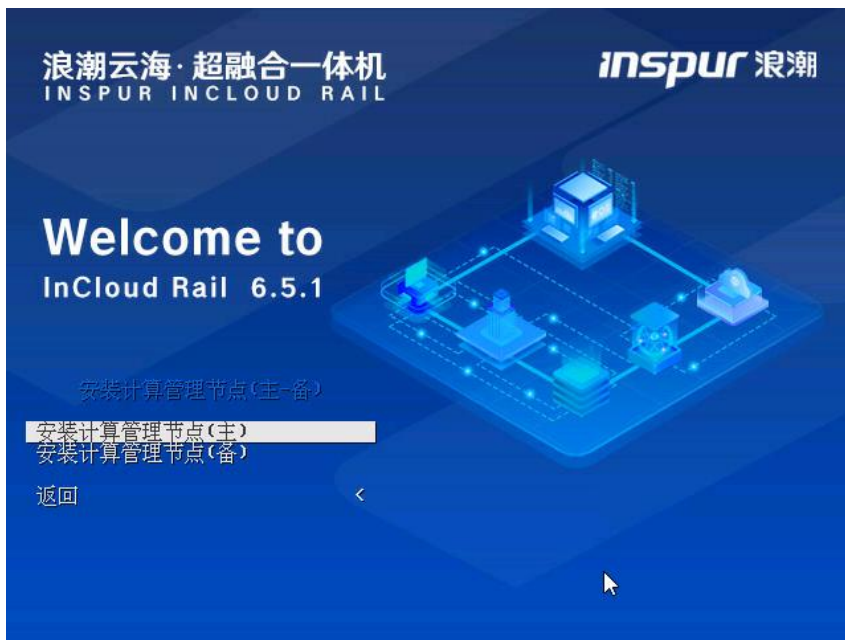 浪潮云海·超融合一体机
INSPUR INCLOUD RAIL
inspur 浪潮
Welcome to
InCloud Rail 6.5.1
安装计算管理节点(主-备)
安装计算管理节点(主)
安装计算管理节点(备)
返回 <